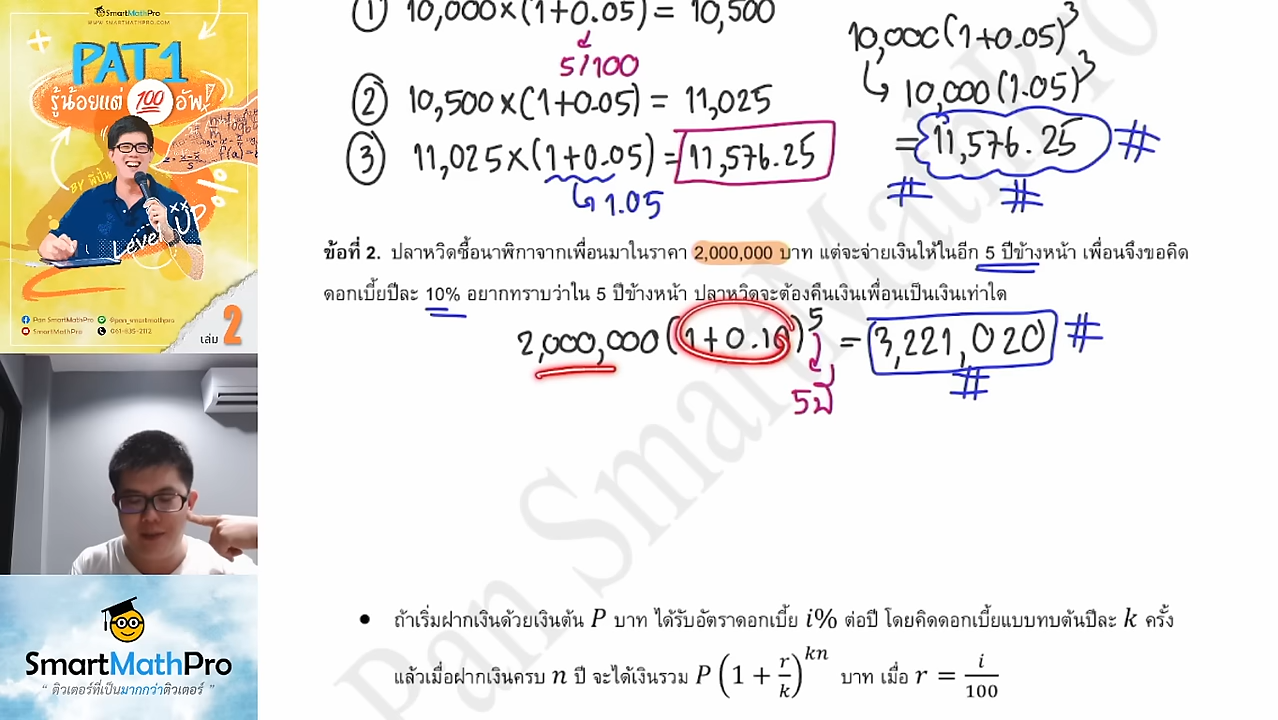 SmartMathPro
WWW.SMARTMATHPRO.COM
PAT1
รู้น้อยแต่ 100 อัพ!
BY พี่ปั้น
Level UP
Pan SmartMathPro
@pan_smartmathpro
SmartMathPro
061-835-2112
เล่ม 2
① 10,000×(1+0.05) = 10,500
5/100
② 10,500×(1+0.05) = 11,025
③ 11,025×(1+0.05) = 11,576.25
1.05
10,000(1+0.05)³
↳ 10,000(1.05)³
= 11,576.25 #
# #
ข้อที่ 2. ปลาหวิดซื้อนาฬิกาจากเพื่อนมาในราคา 2,000,000 บาท แต่จะจ่ายเงินให้ในอีก 5 ปีข้างหน้า เพื่อนจึงขอคิด
ดอกเบี้ยปีละ 10% อยากทราบว่าใน 5 ปีข้างหน้า ปลาหวิดจะต้องคืนเงินเพื่อนเป็นเงินเท่าใด
2,000,000(1+0.10)⁵ = 3,221,020 #
5ปี
#
• ถ้าเริ่มฝากเงินด้วยเงินต้น P บาท ได้รับอัตราดอกเบี้ย i% ต่อปี โดยคิดดอกเบี้ยแบบทบต้นปีละ k ครั้ง
แล้วเมื่อฝากเงินครบ n ปี จะได้เงินรวม P(1 + r/k)^kn บาท เมื่อ r = i/100
Pan SmartMathPro
SmartMathPro
“ ติวเตอร์ที่เป็นมากกว่าติวเตอร์ ”